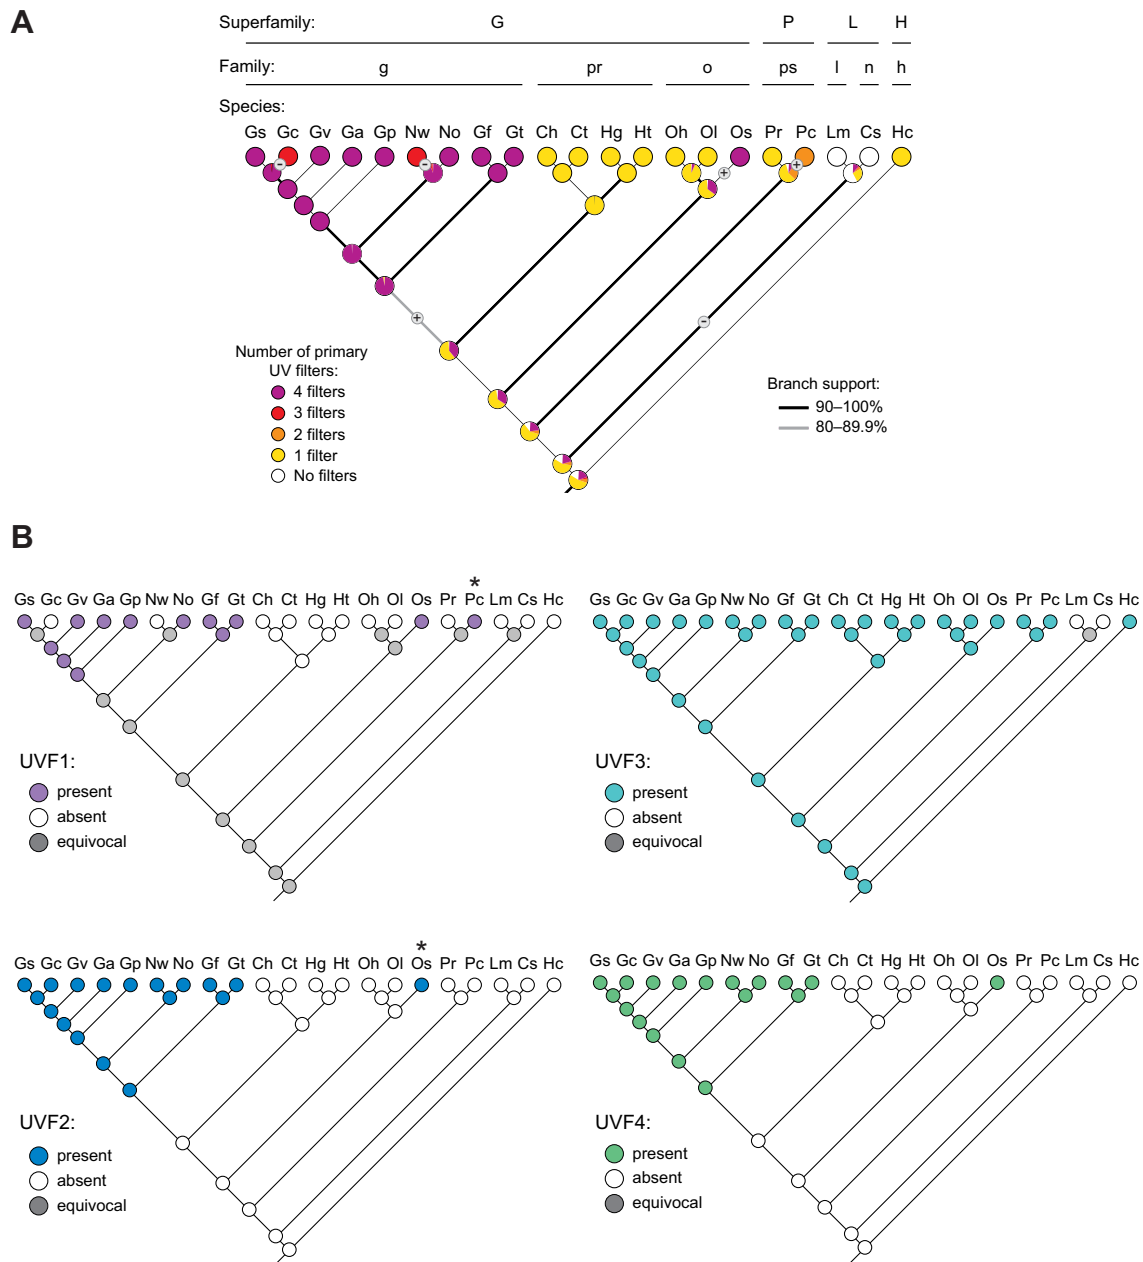 A
Superfamily: G P L H
Family: g pr o ps l n h
Species:
Gs Gc Gv Ga Gp Nw No Gf Gt Ch Ct Hg Ht Oh Ol Os Pr Pc Lm Cs Hc
− − + +
+ −
Number of primary
UV filters:
4 filters
3 filters
2 filters
1 filter
No filters
Branch support:
90–100%
80–89.9%
B
*
Gs Gc Gv Ga Gp Nw No Gf Gt Ch Ct Hg Ht Oh Ol Os Pr Pc Lm Cs Hc
UVF1:
present
absent
equivocal
Gs Gc Gv Ga Gp Nw No Gf Gt Ch Ct Hg Ht Oh Ol Os Pr Pc Lm Cs Hc
UVF3:
present
absent
equivocal
*
Gs Gc Gv Ga Gp Nw No Gf Gt Ch Ct Hg Ht Oh Ol Os Pr Pc Lm Cs Hc
UVF2:
present
absent
equivocal
Gs Gc Gv Ga Gp Nw No Gf Gt Ch Ct Hg Ht Oh Ol Os Pr Pc Lm Cs Hc
UVF4:
present
absent
equivocal